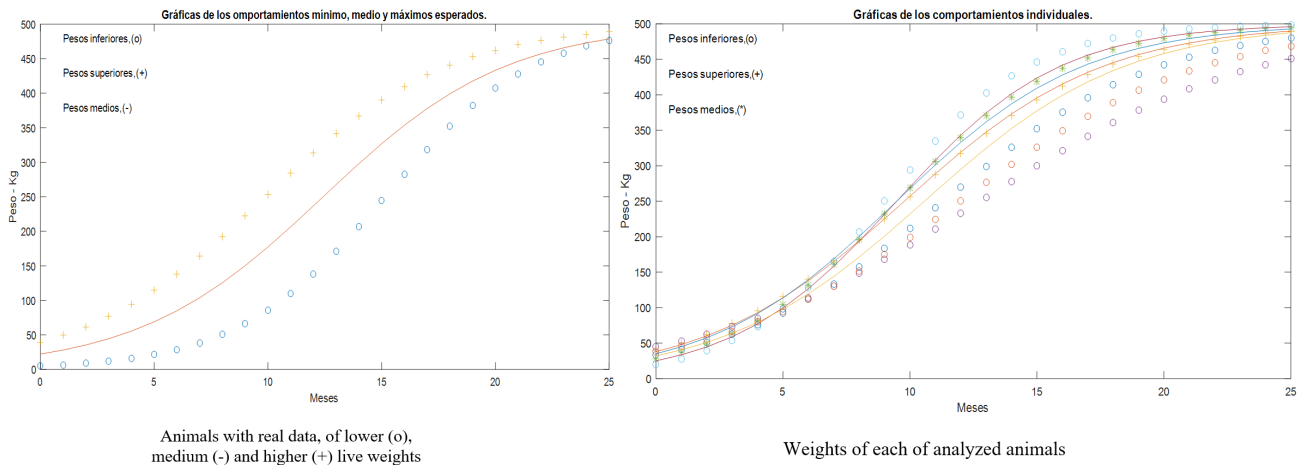 Gráficas de los omportamientos mínimo, medio y máximos esperados.
500
450
400
350
300
250
200
150
100
50
0
Peso - Kg
Pesos inferiores,(o)
Pesos superiores,(+)
Pesos medios,(-)
0
5
10
15
20
25
Meses
Animals with real data, of lower (o),
medium (-) and higher (+) live weights
Gráficas de los comportamientos individuales.
500
450
400
350
300
250
200
150
100
50
0
Peso - Kg
Pesos inferiores,(o)
Pesos superiores,(+)
Pesos medios,(*)
0
5
10
15
20
25
Meses
Weights of each of analyzed animals